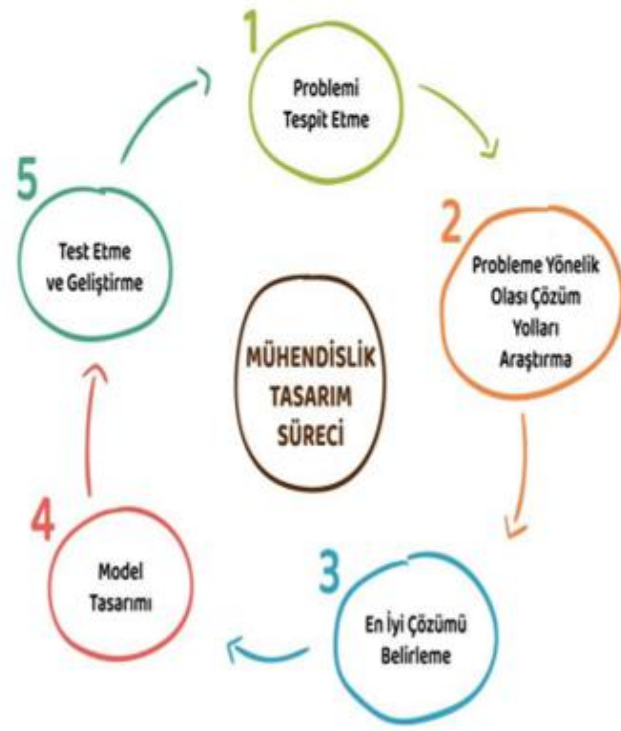 1
Problemi
Tespit Etme
2
Probleme Yönelik
Olası Çözüm
Yolları
Araştırma
3
En İyi Çözümü
Belirleme
4
Model
Tasarımı
5
Test Etme
ve Geliştirme
MÜHENDİSLİK
TASARIM
SÜRECİ